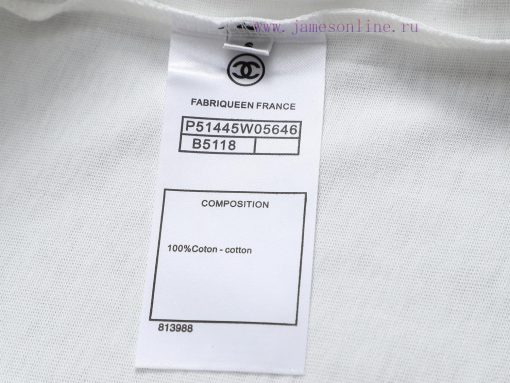 www.jamesonline.ru
FABRIQUEEN FRANCE
P51445W05646
B5118
COMPOSITION
100%Coton - cotton
813988